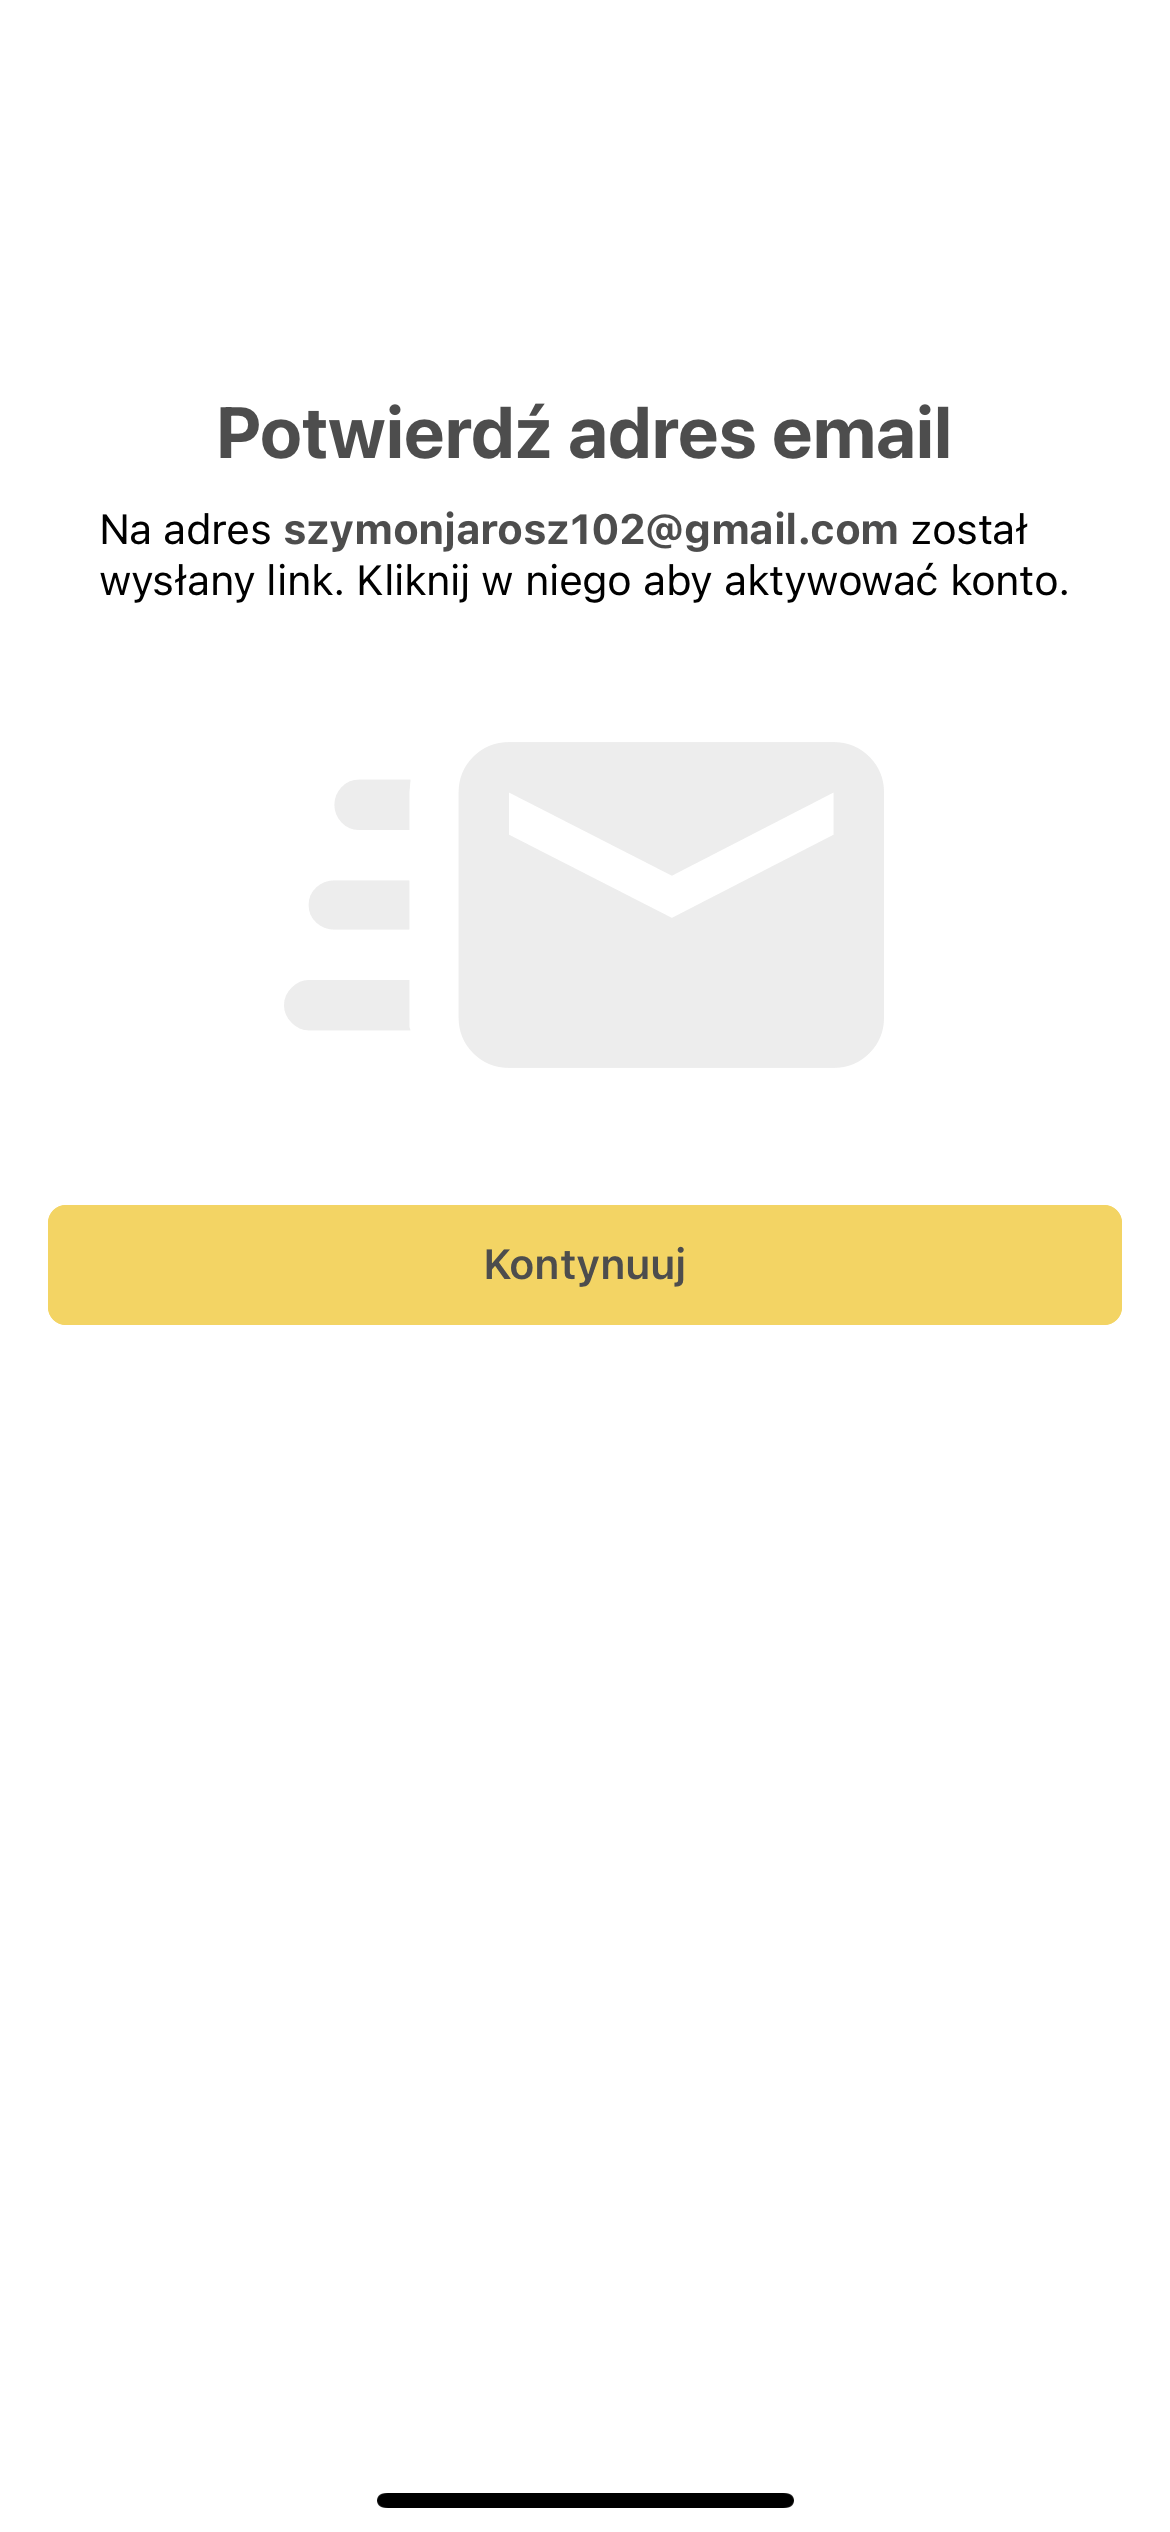 Potwierdź adres email
Na adres szymonjarosz102@gmail.com został
wysłany link. Kliknij w niego aby aktywować konto.
Kontynuuj